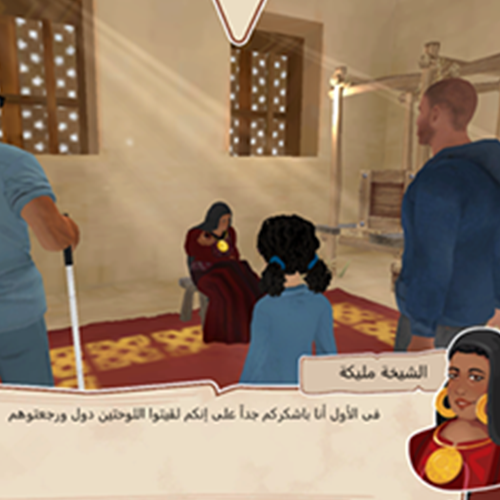 الشيخة مليكة
في الأول أنا باشكركم جداً على إنكم لقيتوا اللوحتين دول ورجعتوهم